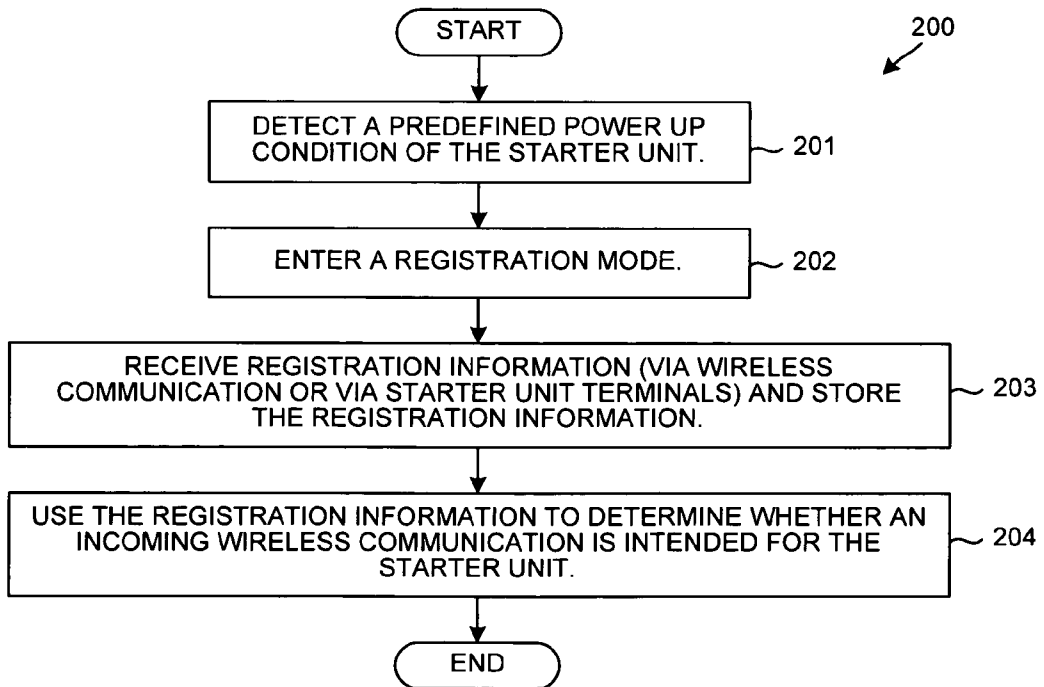 START
200
DETECT A PREDEFINED POWER UP
CONDITION OF THE STARTER UNIT.
201
ENTER A REGISTRATION MODE.
202
RECEIVE REGISTRATION INFORMATION (VIA WIRELESS
COMMUNICATION OR VIA STARTER UNIT TERMINALS) AND STORE
THE REGISTRATION INFORMATION.
203
USE THE REGISTRATION INFORMATION TO DETERMINE WHETHER AN
INCOMING WIRELESS COMMUNICATION IS INTENDED FOR THE
STARTER UNIT.
204
END